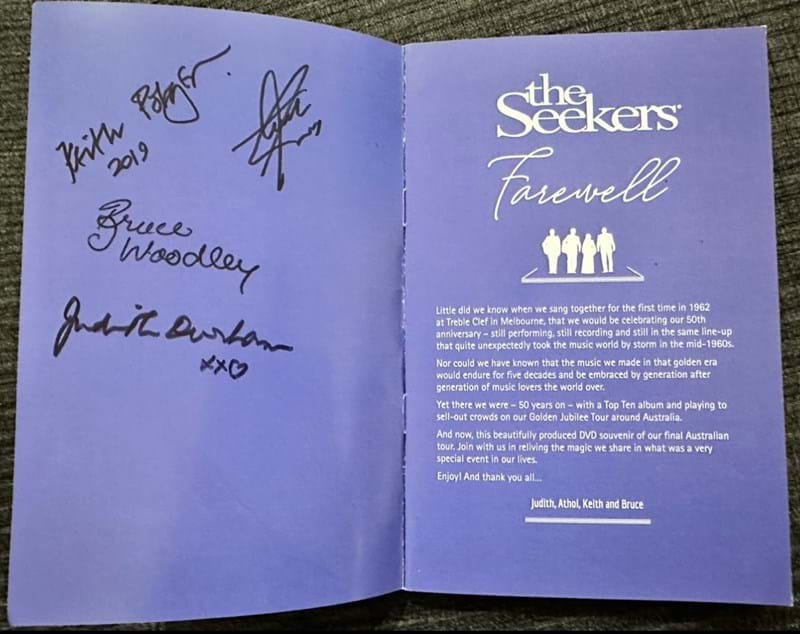 Keith Potger
2019
Bruce
Woodley
Judith Durham
xx♡
the
Seekers
Farewell
Little did we know when we sang together for the first time in 1962
at Treble Clef in Melbourne, that we would be celebrating our 50th
anniversary – still performing, still recording and still in the same line-up
that quite unexpectedly took the music world by storm in the mid-1960s.
Nor could we have known that the music we made in that golden era
would endure for five decades and be embraced by generation after
generation of music lovers the world over.
Yet there we were – 50 years on – with a Top Ten album and playing to
sell-out crowds on our Golden Jubilee Tour around Australia.
And now, this beautifully produced DVD souvenir of our final Australian
tour. Join with us in reliving the magic we share in what was a very
special event in our lives.
Enjoy! And thank you all...
Judith, Athol, Keith and Bruce